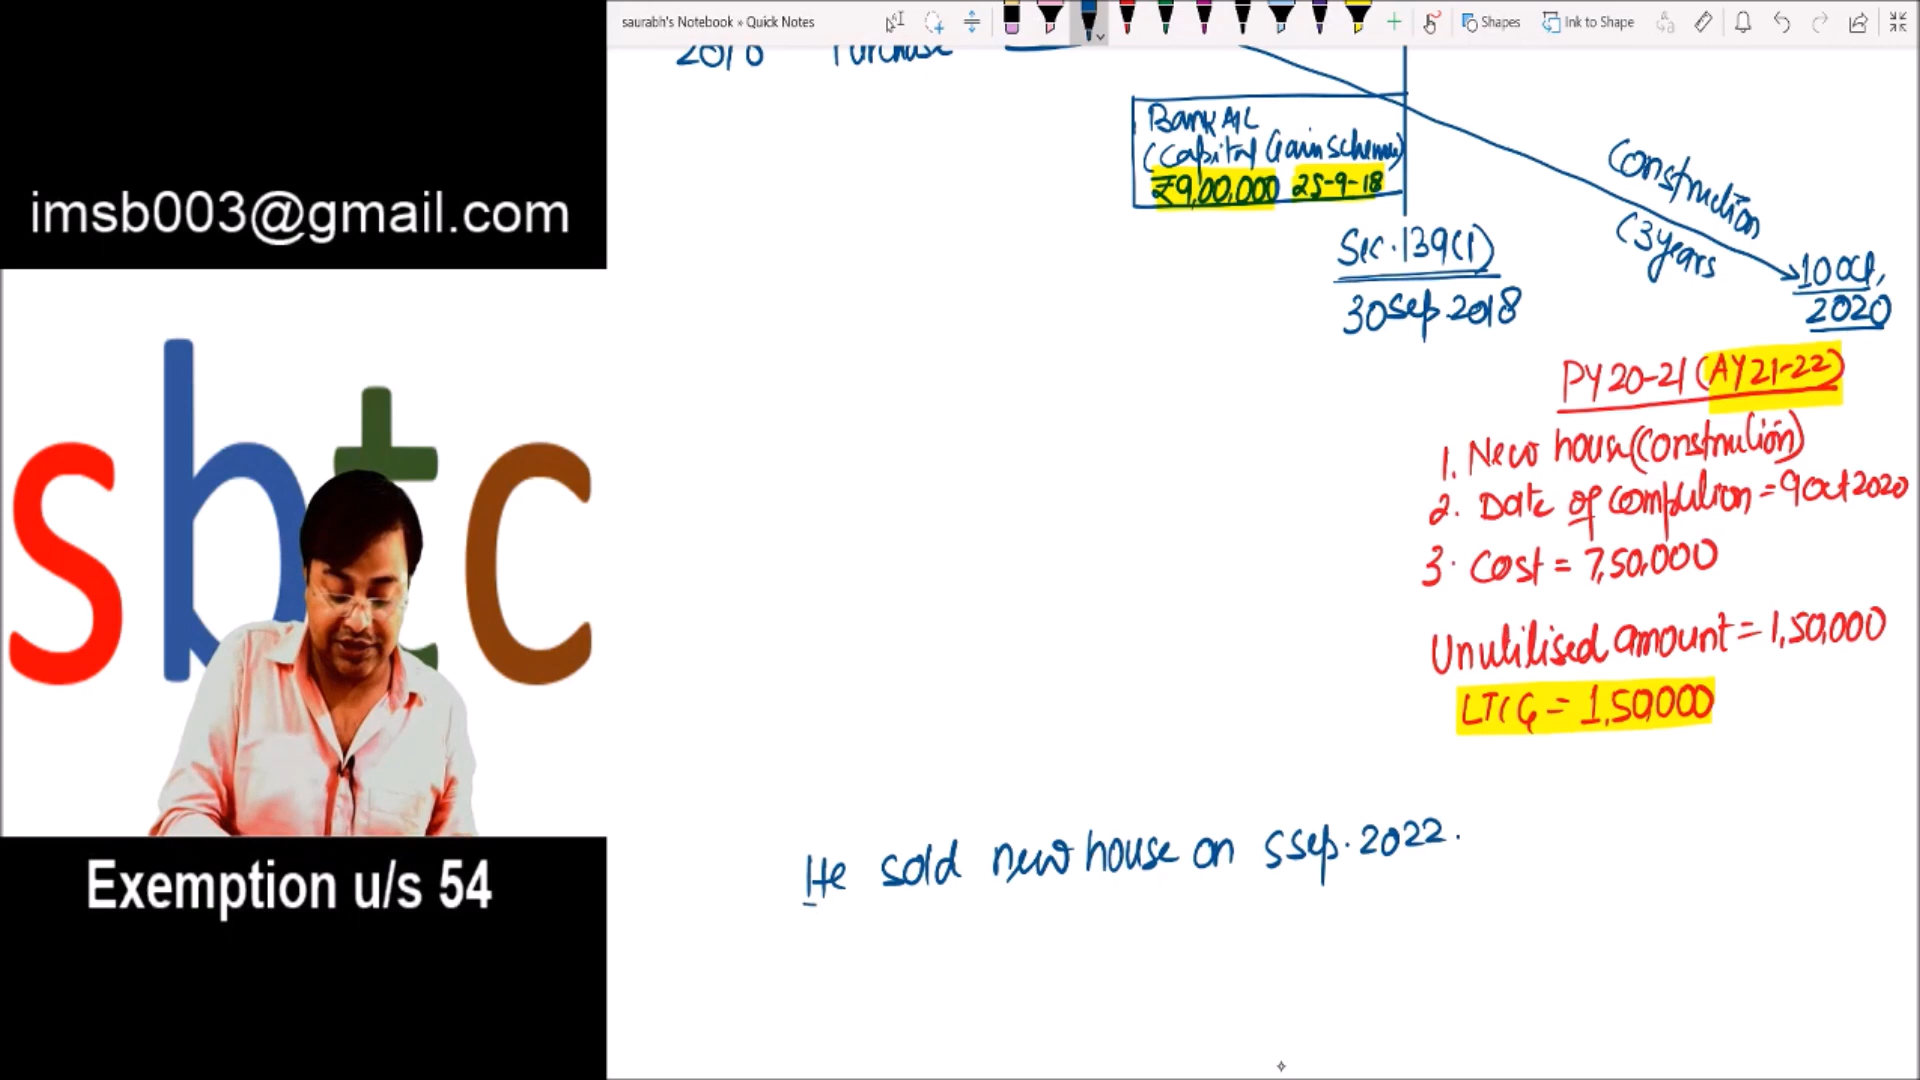 saurabh's Notebook » Quick Notes
Shapes
Ink to Shape
2018 Purchase
Bank A/c
(Capital Gain Scheme)
₹9,00,000 25-9-18
Construction
(3years
Sec.139(1)
30 Sep. 2018
10 Oct,
2020
PY 20-21 (AY 21-22)
1. New house (Construction)
2. Date of completion = 9 Oct 2020
3. Cost = 7,50,000
Unutilised amount = 1,50,000
LTCG = 1,50,000
He sold new house on 5 Sep. 2022.
imsb003@gmail.com
sbtc
Exemption u/s 54